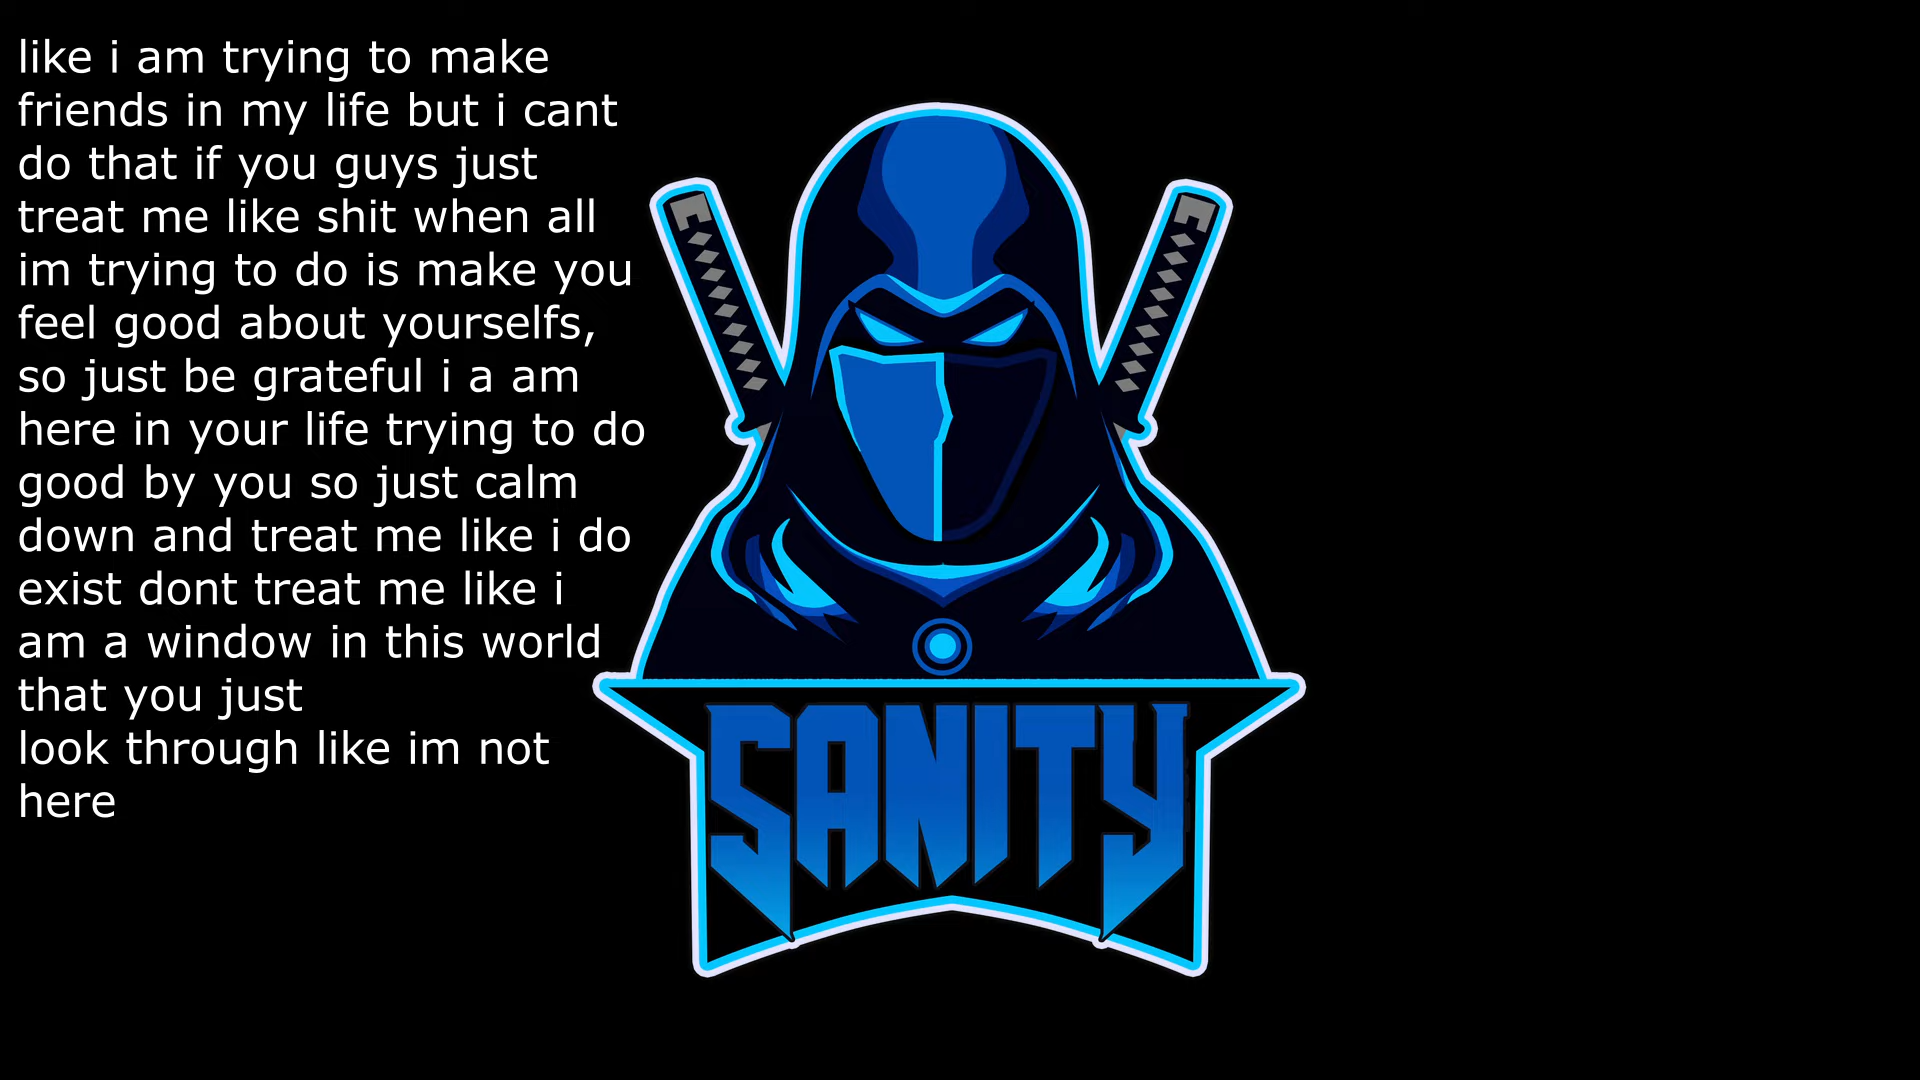 like i am trying to make
friends in my life but i cant
do that if you guys just
treat me like shit when all
im trying to do is make you
feel good about yourselfs,
so just be grateful i a am
here in your life trying to do
good by you so just calm
down and treat me like i do
exist dont treat me like i
am a window in this world
that you just
look through like im not
here
SANITY